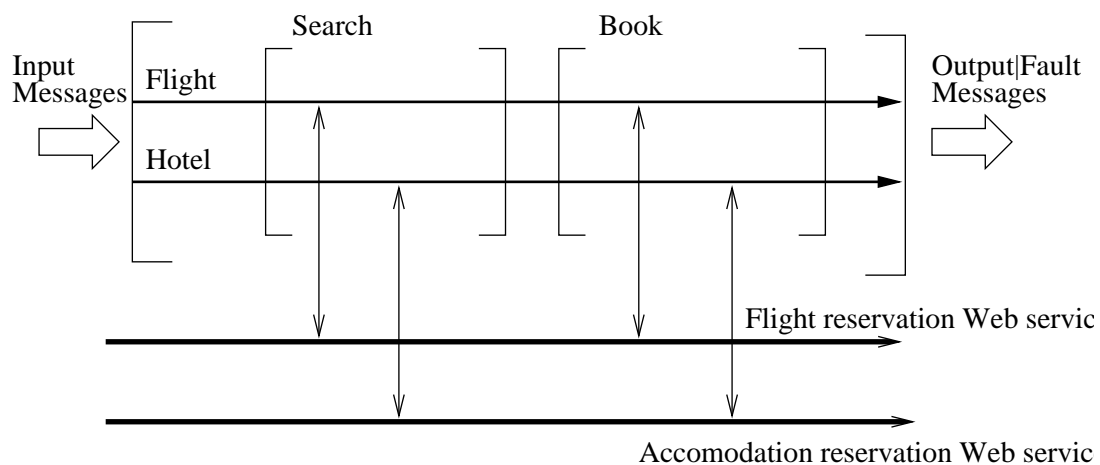 Search
Book
Input
Messages
Flight
Hotel
Output|Fault
Messages
Flight reservation Web servic
Accomodation reservation Web servic